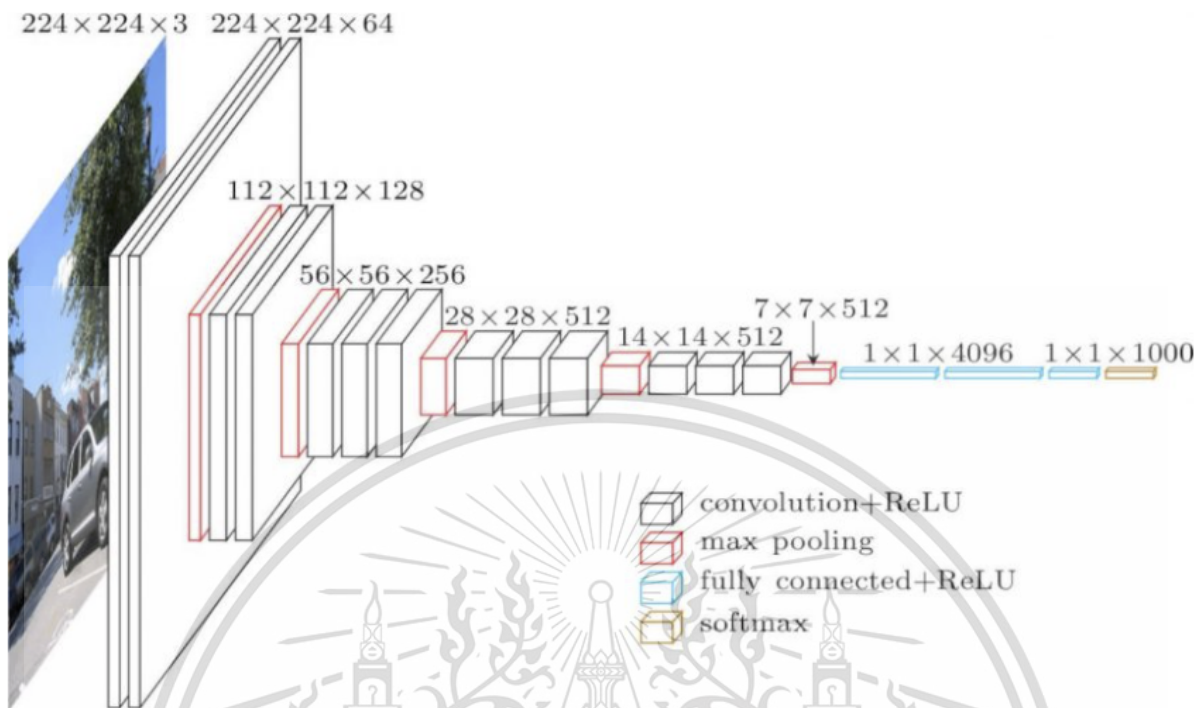 224×224×3
224×224×64
112×112×128
56×56×256
28×28×512
14×14×512
7×7×512
1×1×4096
1×1×1000
convolution+ReLU
max pooling
fully connected+ReLU
softmax